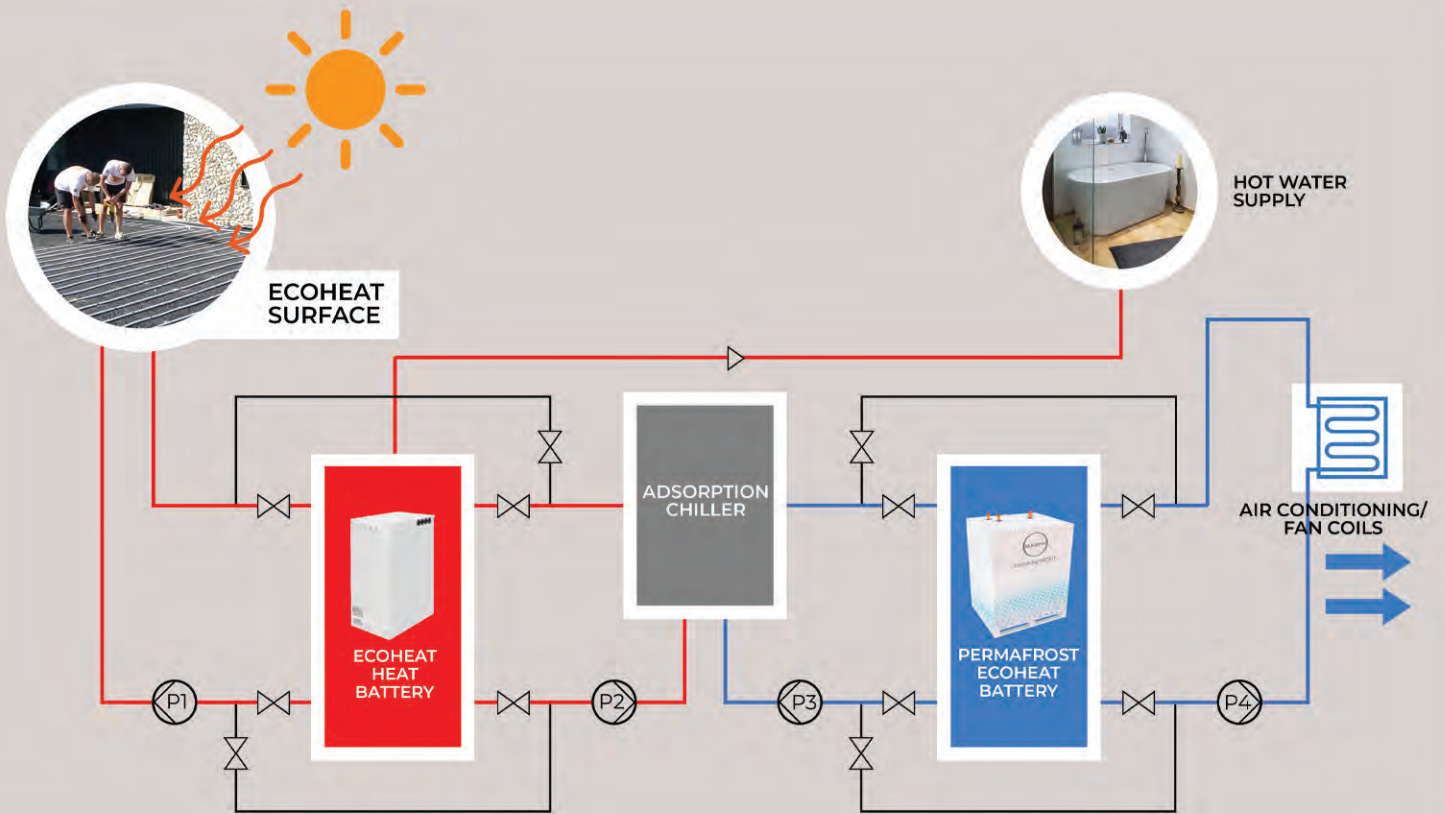 ECOHEAT
SURFACE
HOT WATER
SUPPLY
ADSORPTION
CHILLER
AIR CONDITIONING/
FAN COILS
ECOHEAT
HEAT
BATTERY
PERMAFROST
ECOHEAT
BATTERY
P1
P2
P3
P4